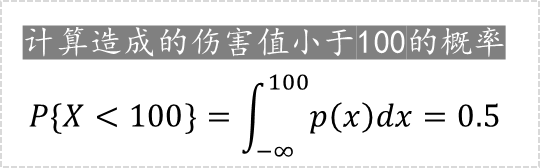 计算造成的伤害值小于100的概率
P{X < 100} = ∫_{-∞}^{100} p(x)dx = 0.5